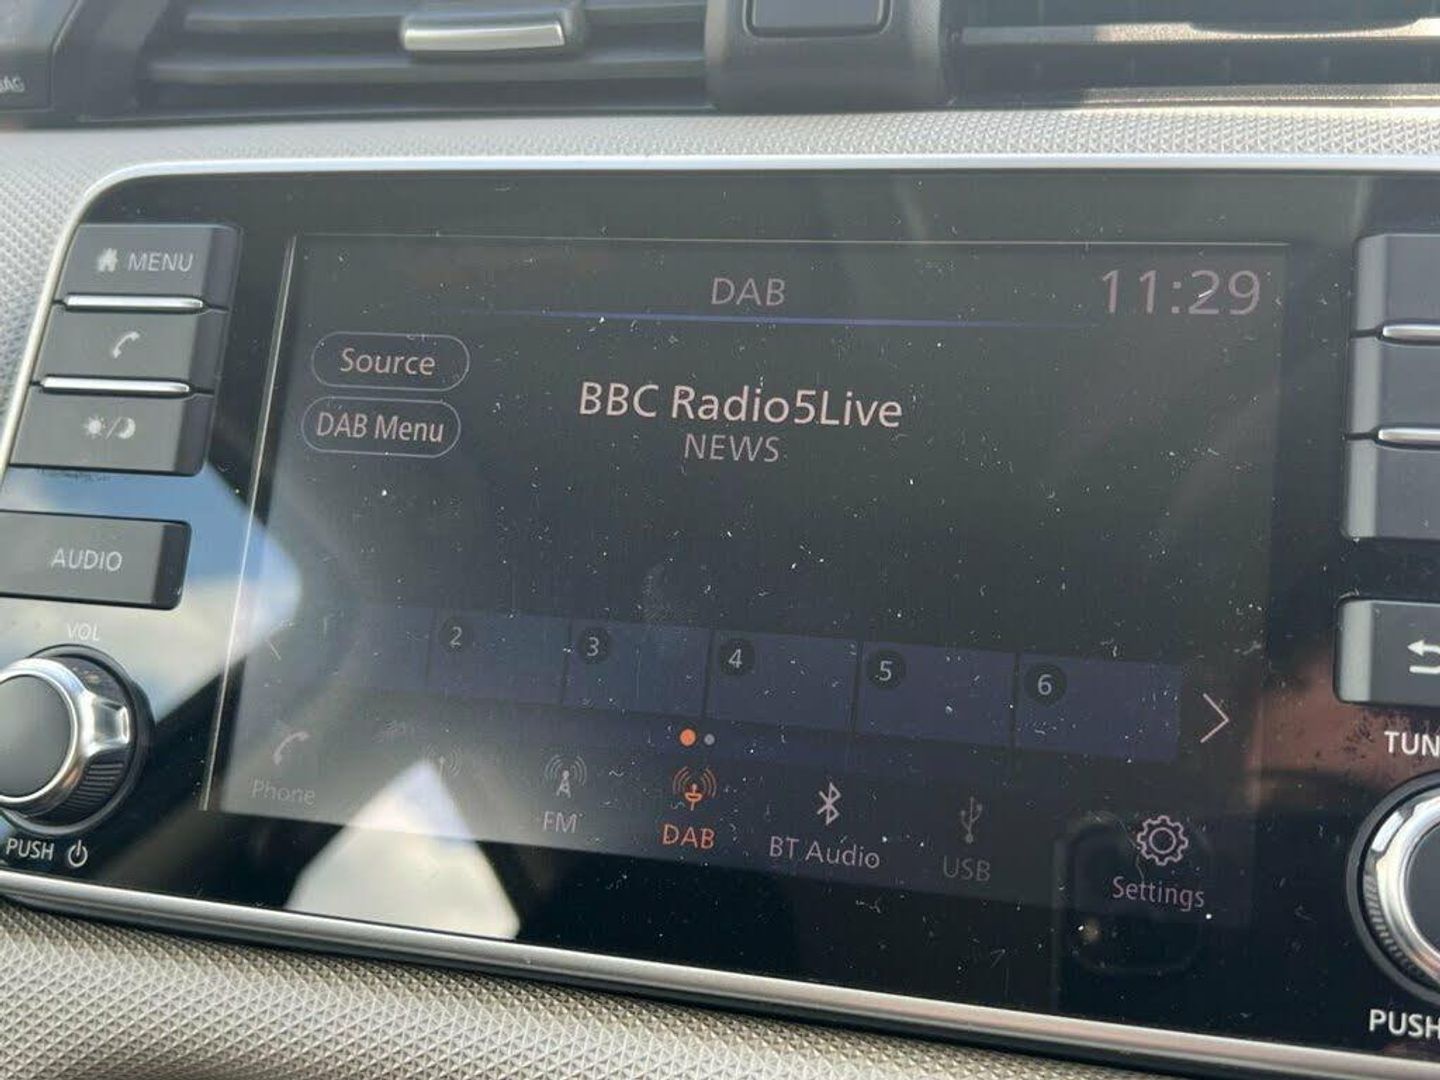 BAG
MENU
DAB
11:29
Source
BBC Radio5Live
DAB Menu
NEWS
AUDIO
VOL
2
3
4
5
6
Phone
FM
DAB
BT Audio
USB
Settings
TUN
PUSH
PUSH